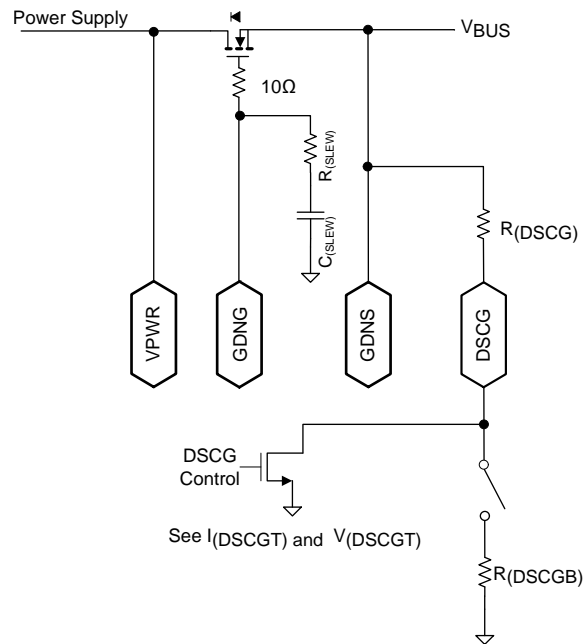 Power Supply
VBUS
10Ω
R(SLEW)
C(SLEW)
R(DSCG)
VPWR
GDNG
GDNS
DSCG
DSCG
Control
See I(DSCGT) and V(DSCGT)
R(DSCGB)